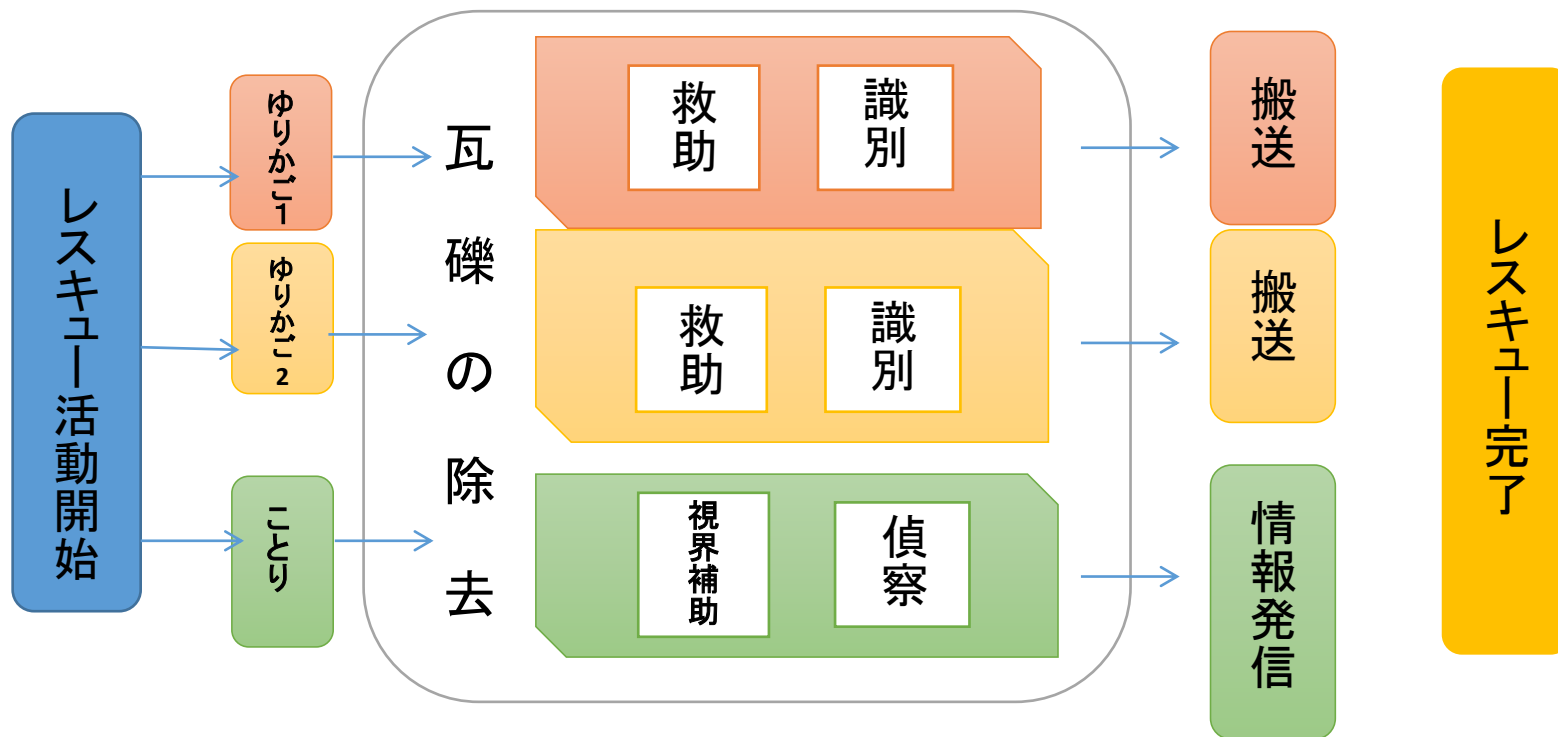 レスキュー活動開始
ゆりかご1
ゆりかご2
ことり
瓦礫の除去
救助
識別
救助
識別
視界補助
偵察
搬送
搬送
情報発信
レスキュー完了